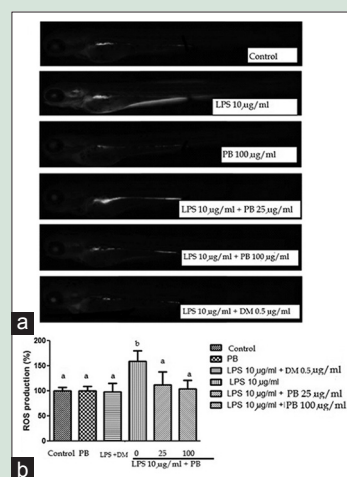 Control
LPS 10 µg/ml
PB 100 µg/ml
LPS 10 µg/ml + PB 25 µg/ml
LPS 10 µg/ml + PB 100 µg/ml
LPS 10 µg/ml + DM 0.5 µg/ml
a
ROS production (%)
200
150
100
50
0
a
a
a
b
a
a
Control
PB
LPS +DM
0
25
100
LPS 10 µg/ml + PB
Control
PB
LPS 10 µg/ml + DM 0.5 µg/ml
LPS 10 µg/ml
LPS 10 µg/ml + PB 25 µg/ml
LPS 10 µg/ml + PB 100 µg/ml
b